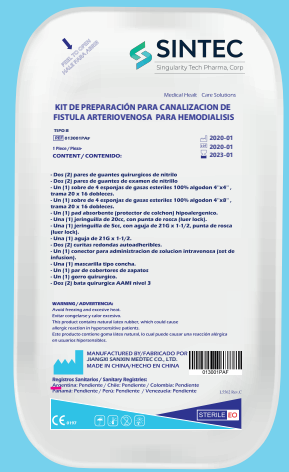 PEEL TO OPEN
HALE PARA ABRIR
SINTEC
Singularity Tech Pharma, Corp
Medical Healt Care Solutions
KIT DE PREPARACIÓN PARA CANALIZACION DE
FISTULA ARTERIOVENOSA PARA HEMODIALISIS
TIPO B
REF 013001PAF
1 Piece / Pieza
CONTENT / CONTENIDO:
2020-01
2020-01
2023-01
- Dos (2) pares de guantes quirurgicos de nitrilo
- Dos (2) pares de guantes de examen de nitrilo
- Un (1) sobre de 4 esponjas de gasas esteriles 100% algodon 4"x4",
trama 20 x 16 dobleces.
- Un (1) sobre de 4 esponjas de gasas esteriles 100% algodon 4"x8",
trama 20 x 16 dobleces.
- Un (1) pad absorbente (protector de colchon) hipoalergenico.
- Una (1) jeringuilla de 20cc, con punta de rosca (luer lock).
- Una (1) jeringuilla de 5cc, con aguja de 21G x 1-1/2, punta de rosca
(luer lock).
- Una (1) aguja de 21G x 1-1/2.
- Dos (2) curitas redondas autoadheribles.
- Un (1) conector para administracion de solucion intravenosa (set de
infusion).
- Una (1) mascarilla tipo concha.
- Un (1) par de cobertores de zapatos
- Un (1) gorro quirurgico.
- Dos (2) bata quirurgica AAMI nivel 3
WARNING / ADVERTENCIA:
Avoid freezing and excesive heat.
Evitar congelarse y calor excesivo.
This product contains natural latex rubber, which could cause
allergic reaction in hypersensitive patients.
Este producto contiene goma latex natural, lo cual puede causar una reacción alérgica
en usuarios hipersensibles.
MANUFACTURED BY/FABRICADO POR
JIANGXI SANXIN MEDTEC CO., LTD.
MADE IN CHINA/HECHO EN CHINA
013001PAF
Registros Sanitarios / Sanitary Registries:
Argentina: Pendiente / Chile: Pendiente / Colombia: Pendiente
Panamá: Pendiente / Perú: Pendiente / Venezuela: Pendiente
CE 0191
STERILE EO